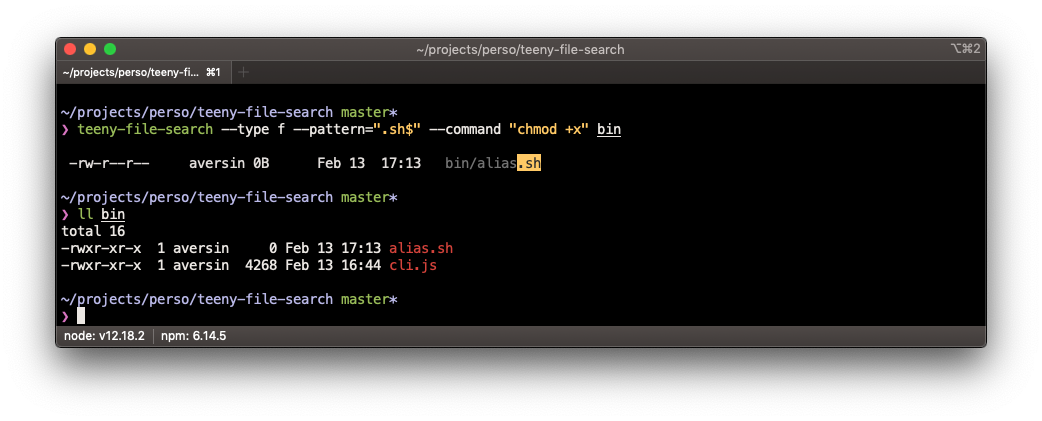 ~/projects/perso/teeny-file-search ⌥⌘2
~/projects/perso/teeny-fi... ⌘1 +
~/projects/perso/teeny-file-search master*
❯ teeny-file-search --type f --pattern=".sh$" --command "chmod +x" bin
-rw-r--r-- aversin 0B Feb 13 17:13 bin/alias.sh
~/projects/perso/teeny-file-search master*
❯ ll bin
total 16
-rwxr-xr-x 1 aversin 0 Feb 13 17:13 alias.sh
-rwxr-xr-x 1 aversin 4268 Feb 13 16:44 cli.js
~/projects/perso/teeny-file-search master*
❯
node: v12.18.2 npm: 6.14.5